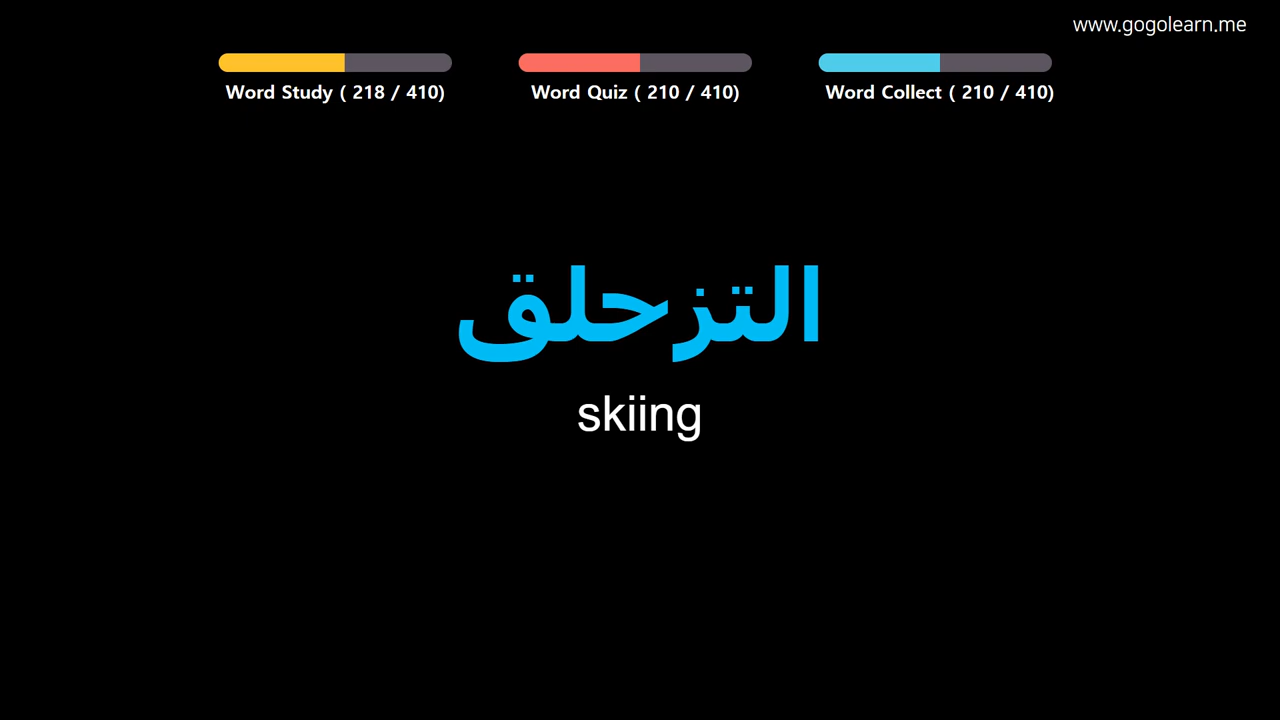 www.gogolearn.me
Word Study ( 218 / 410)
Word Quiz ( 210 / 410)
Word Collect ( 210 / 410)
التزحلق
skiing